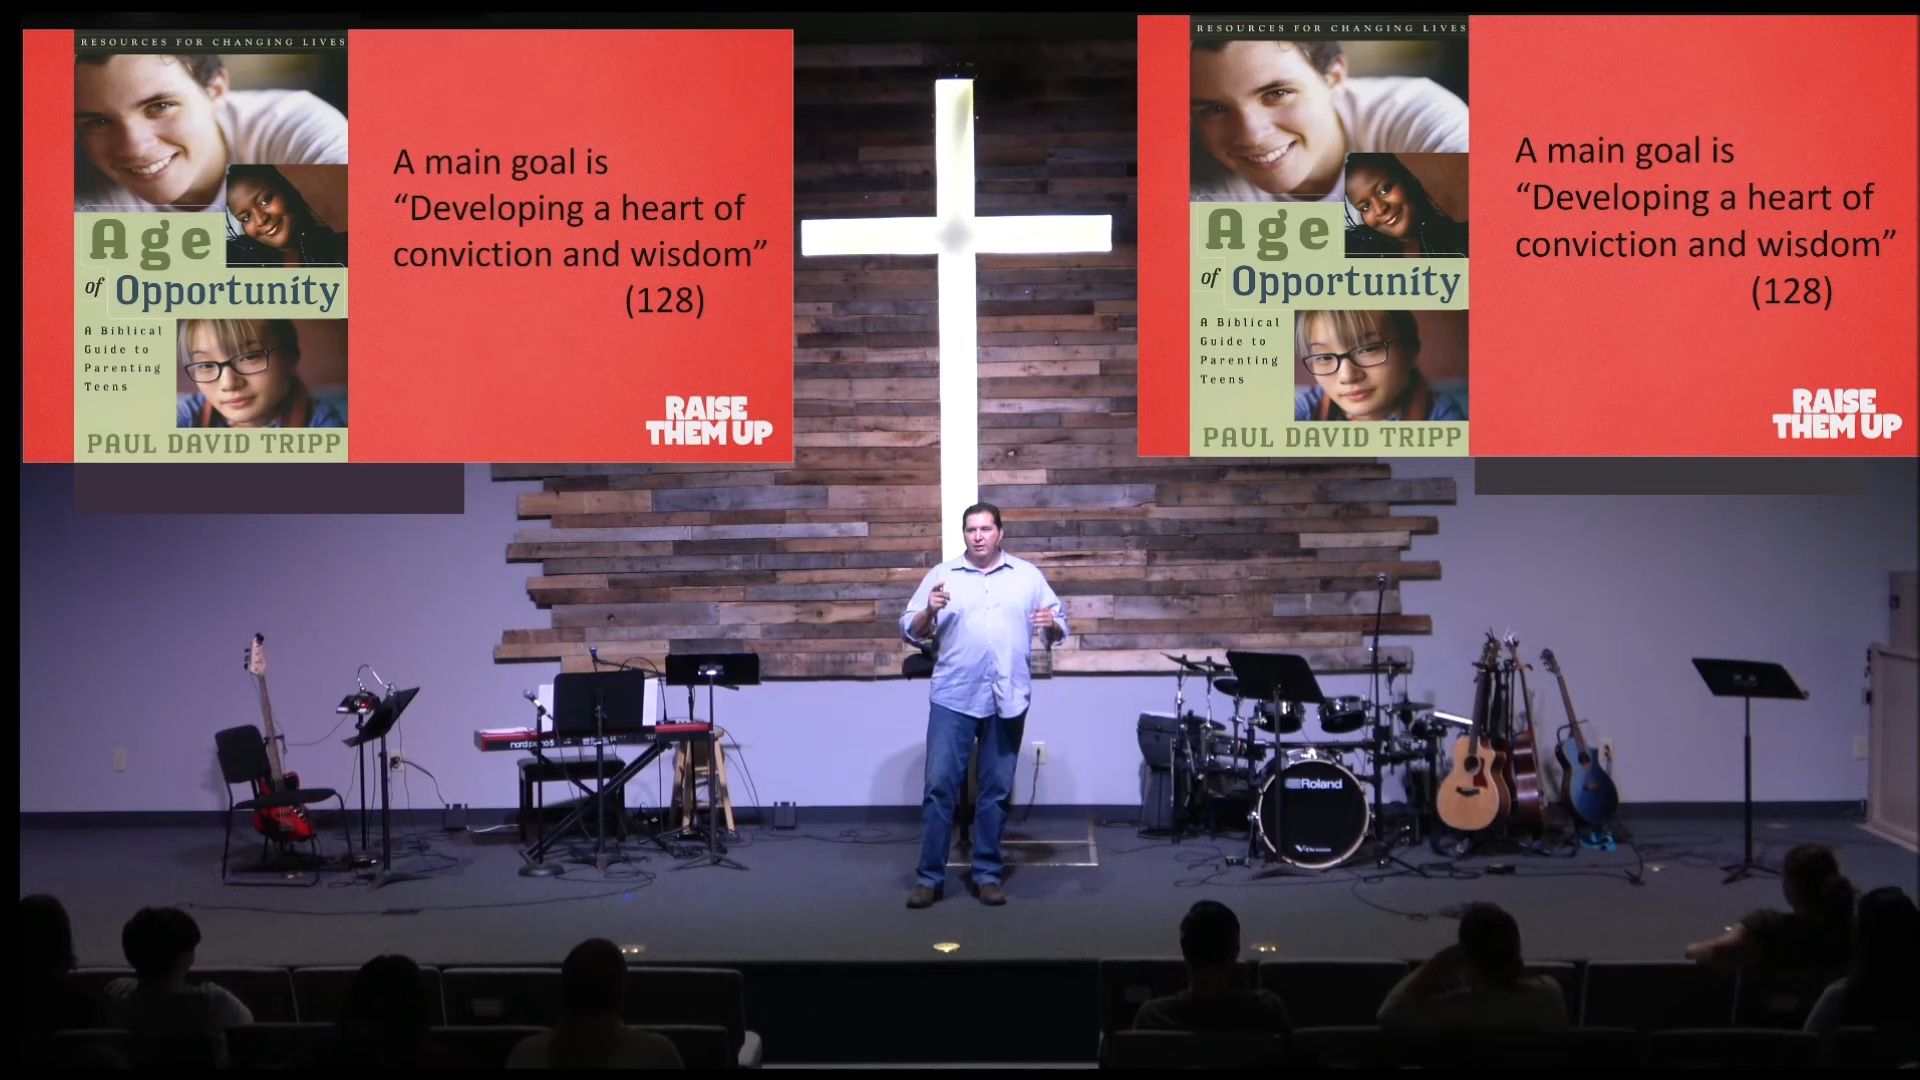 RESOURCES FOR CHANGING LIVES
Age
of Opportunity
A Biblical
Guide to
Parenting
Teens
PAUL DAVID TRIPP
A main goal is
“Developing a heart of
conviction and wisdom”
(128)
RAISE
THEM UP
RESOURCES FOR CHANGING LIVES
Age
of Opportunity
A Biblical
Guide to
Parenting
Teens
PAUL DAVID TRIPP
A main goal is
“Developing a heart of
conviction and wisdom”
(128)
RAISE
THEM UP
nord piano 5
Roland